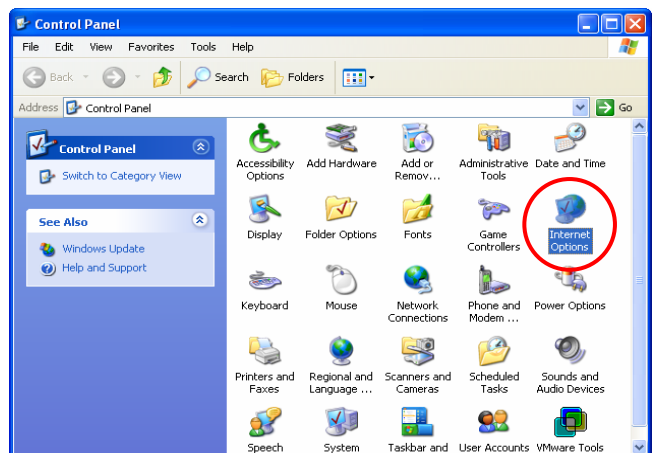 Control Panel
File Edit View Favorites Tools Help
Back Search Folders
Address Control Panel Go
Control Panel
Switch to Category View
See Also
Windows Update
Help and Support
Accessibility Options
Add Hardware
Add or Remov...
Administrative Tools
Date and Time
Display
Folder Options
Fonts
Game Controllers
Internet Options
Keyboard
Mouse
Network Connections
Phone and Modem ...
Power Options
Printers and Faxes
Regional and Language ...
Scanners and Cameras
Scheduled Tasks
Sounds and Audio Devices
Speech
System
Taskbar and
User Accounts
VMware Tools